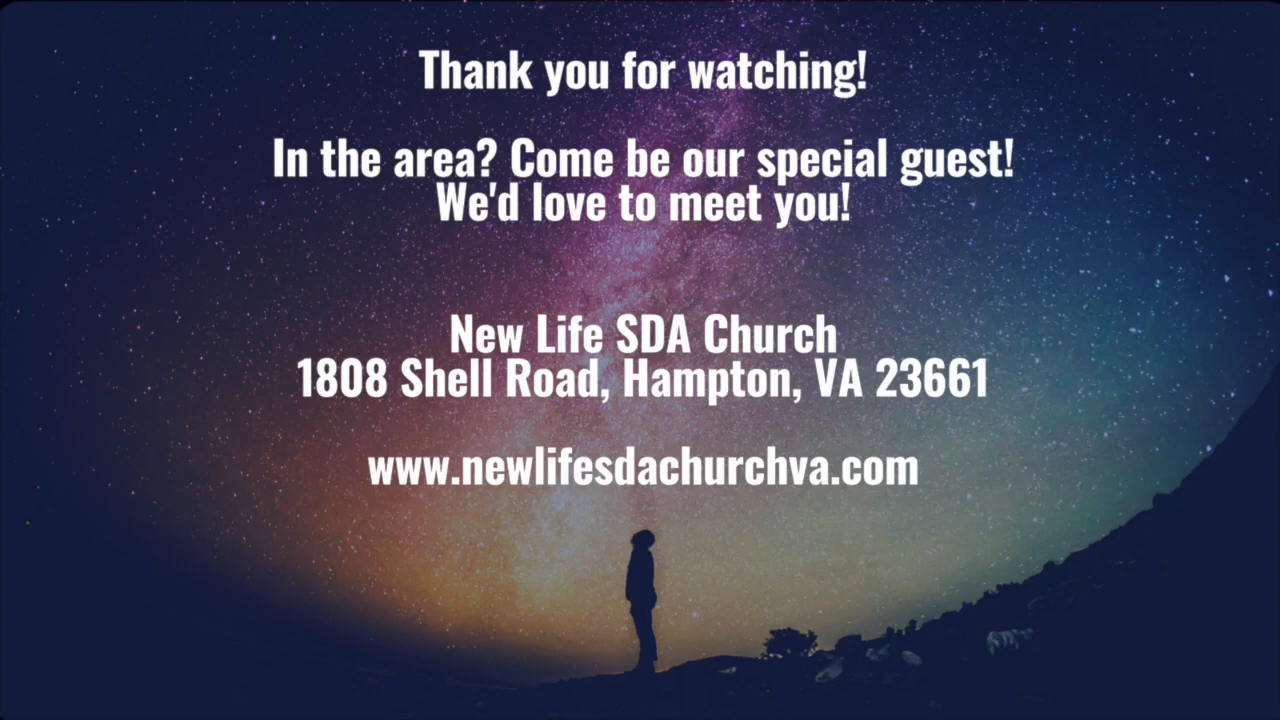 Thank you for watching!
In the area? Come be our special guest!
We'd love to meet you!
New Life SDA Church
1808 Shell Road, Hampton, VA 23661
www.newlifesdachurchva.com